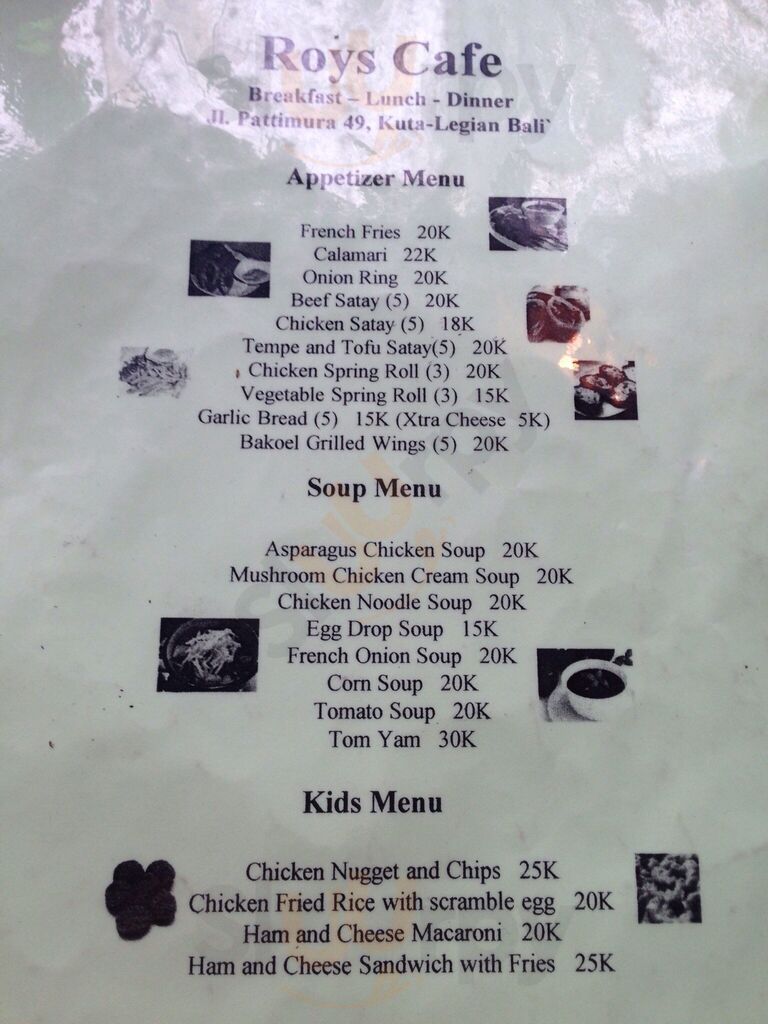 Roys Cafe
Breakfast – Lunch - Dinner
Jl. Pattimura 49, Kuta-Legian Bali`
Appetizer Menu
French Fries 20K
Calamari 22K
Onion Ring 20K
Beef Satay (5) 20K
Chicken Satay (5) 18K
Tempe and Tofu Satay(5) 20K
Chicken Spring Roll (3) 20K
Vegetable Spring Roll (3) 15K
Garlic Bread (5) 15K (Xtra Cheese 5K)
Bakoel Grilled Wings (5) 20K
Soup Menu
Asparagus Chicken Soup 20K
Mushroom Chicken Cream Soup 20K
Chicken Noodle Soup 20K
Egg Drop Soup 15K
French Onion Soup 20K
Corn Soup 20K
Tomato Soup 20K
Tom Yam 30K
Kids Menu
Chicken Nugget and Chips 25K
Chicken Fried Rice with scramble egg 20K
Ham and Cheese Macaroni 20K
Ham and Cheese Sandwich with Fries 25K